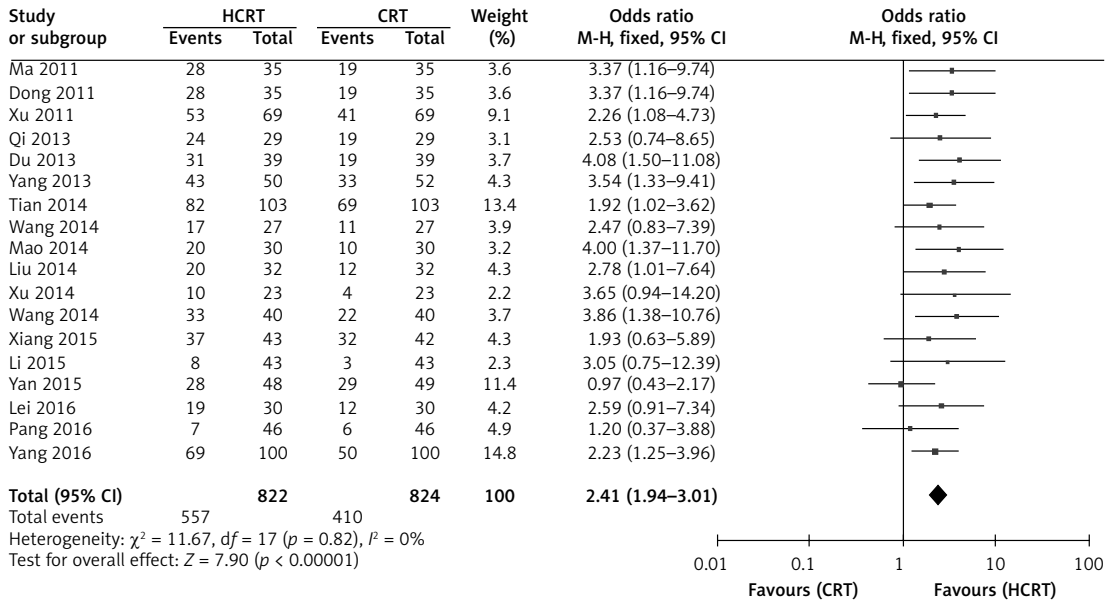 Study HCRT CRT Weight Odds ratio Odds ratio
or subgroup Events Total Events Total (%) M-H, fixed, 95% CI M-H, fixed, 95% CI
Ma 2011 28 35 19 35 3.6 3.37 (1.16–9.74)
Dong 2011 28 35 19 35 3.6 3.37 (1.16–9.74)
Xu 2011 53 69 41 69 9.1 2.26 (1.08–4.73)
Qi 2013 24 29 19 29 3.1 2.53 (0.74–8.65)
Du 2013 31 39 19 39 3.7 4.08 (1.50–11.08)
Yang 2013 43 50 33 52 4.3 3.54 (1.33–9.41)
Tian 2014 82 103 69 103 13.4 1.92 (1.02–3.62)
Wang 2014 17 27 11 27 3.9 2.47 (0.83–7.39)
Mao 2014 20 30 10 30 3.2 4.00 (1.37–11.70)
Liu 2014 20 32 12 32 4.3 2.78 (1.01–7.64)
Xu 2014 10 23 4 23 2.2 3.65 (0.94–14.20)
Wang 2014 33 40 22 40 3.7 3.86 (1.38–10.76)
Xiang 2015 37 43 32 42 4.3 1.93 (0.63–5.89)
Li 2015 8 43 3 43 2.3 3.05 (0.75–12.39)
Yan 2015 28 48 29 49 11.4 0.97 (0.43–2.17)
Lei 2016 19 30 12 30 4.2 2.59 (0.91–7.34)
Pang 2016 7 46 6 46 4.9 1.20 (0.37–3.88)
Yang 2016 69 100 50 100 14.8 2.23 (1.25–3.96)
Total (95% CI) 822 824 100 2.41 (1.94–3.01)
Total events 557 410
Heterogeneity: χ² = 11.67, df = 17 (p = 0.82), I² = 0%
Test for overall effect: Z = 7.90 (p < 0.00001)
0.01 0.1 1 10 100
Favours (CRT) Favours (HCRT)